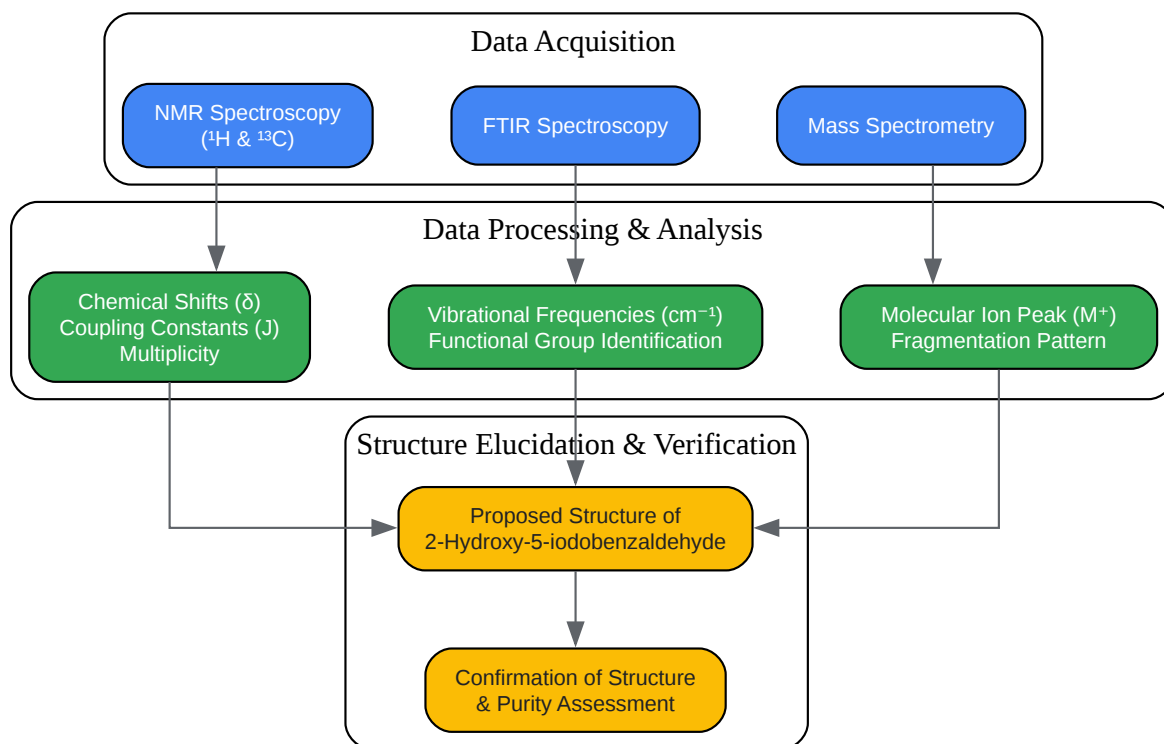 Data Acquisition
NMR Spectroscopy
(¹H & ¹³C)
FTIR Spectroscopy
Mass Spectrometry
Data Processing & Analysis
Chemical Shifts (δ)
Coupling Constants (J)
Multiplicity
Vibrational Frequencies (cm⁻¹)
Functional Group Identification
Molecular Ion Peak (M⁺)
Fragmentation Pattern
Structure Elucidation & Verification
Proposed Structure of
2-Hydroxy-5-iodobenzaldehyde
Confirmation of Structure
& Purity Assessment